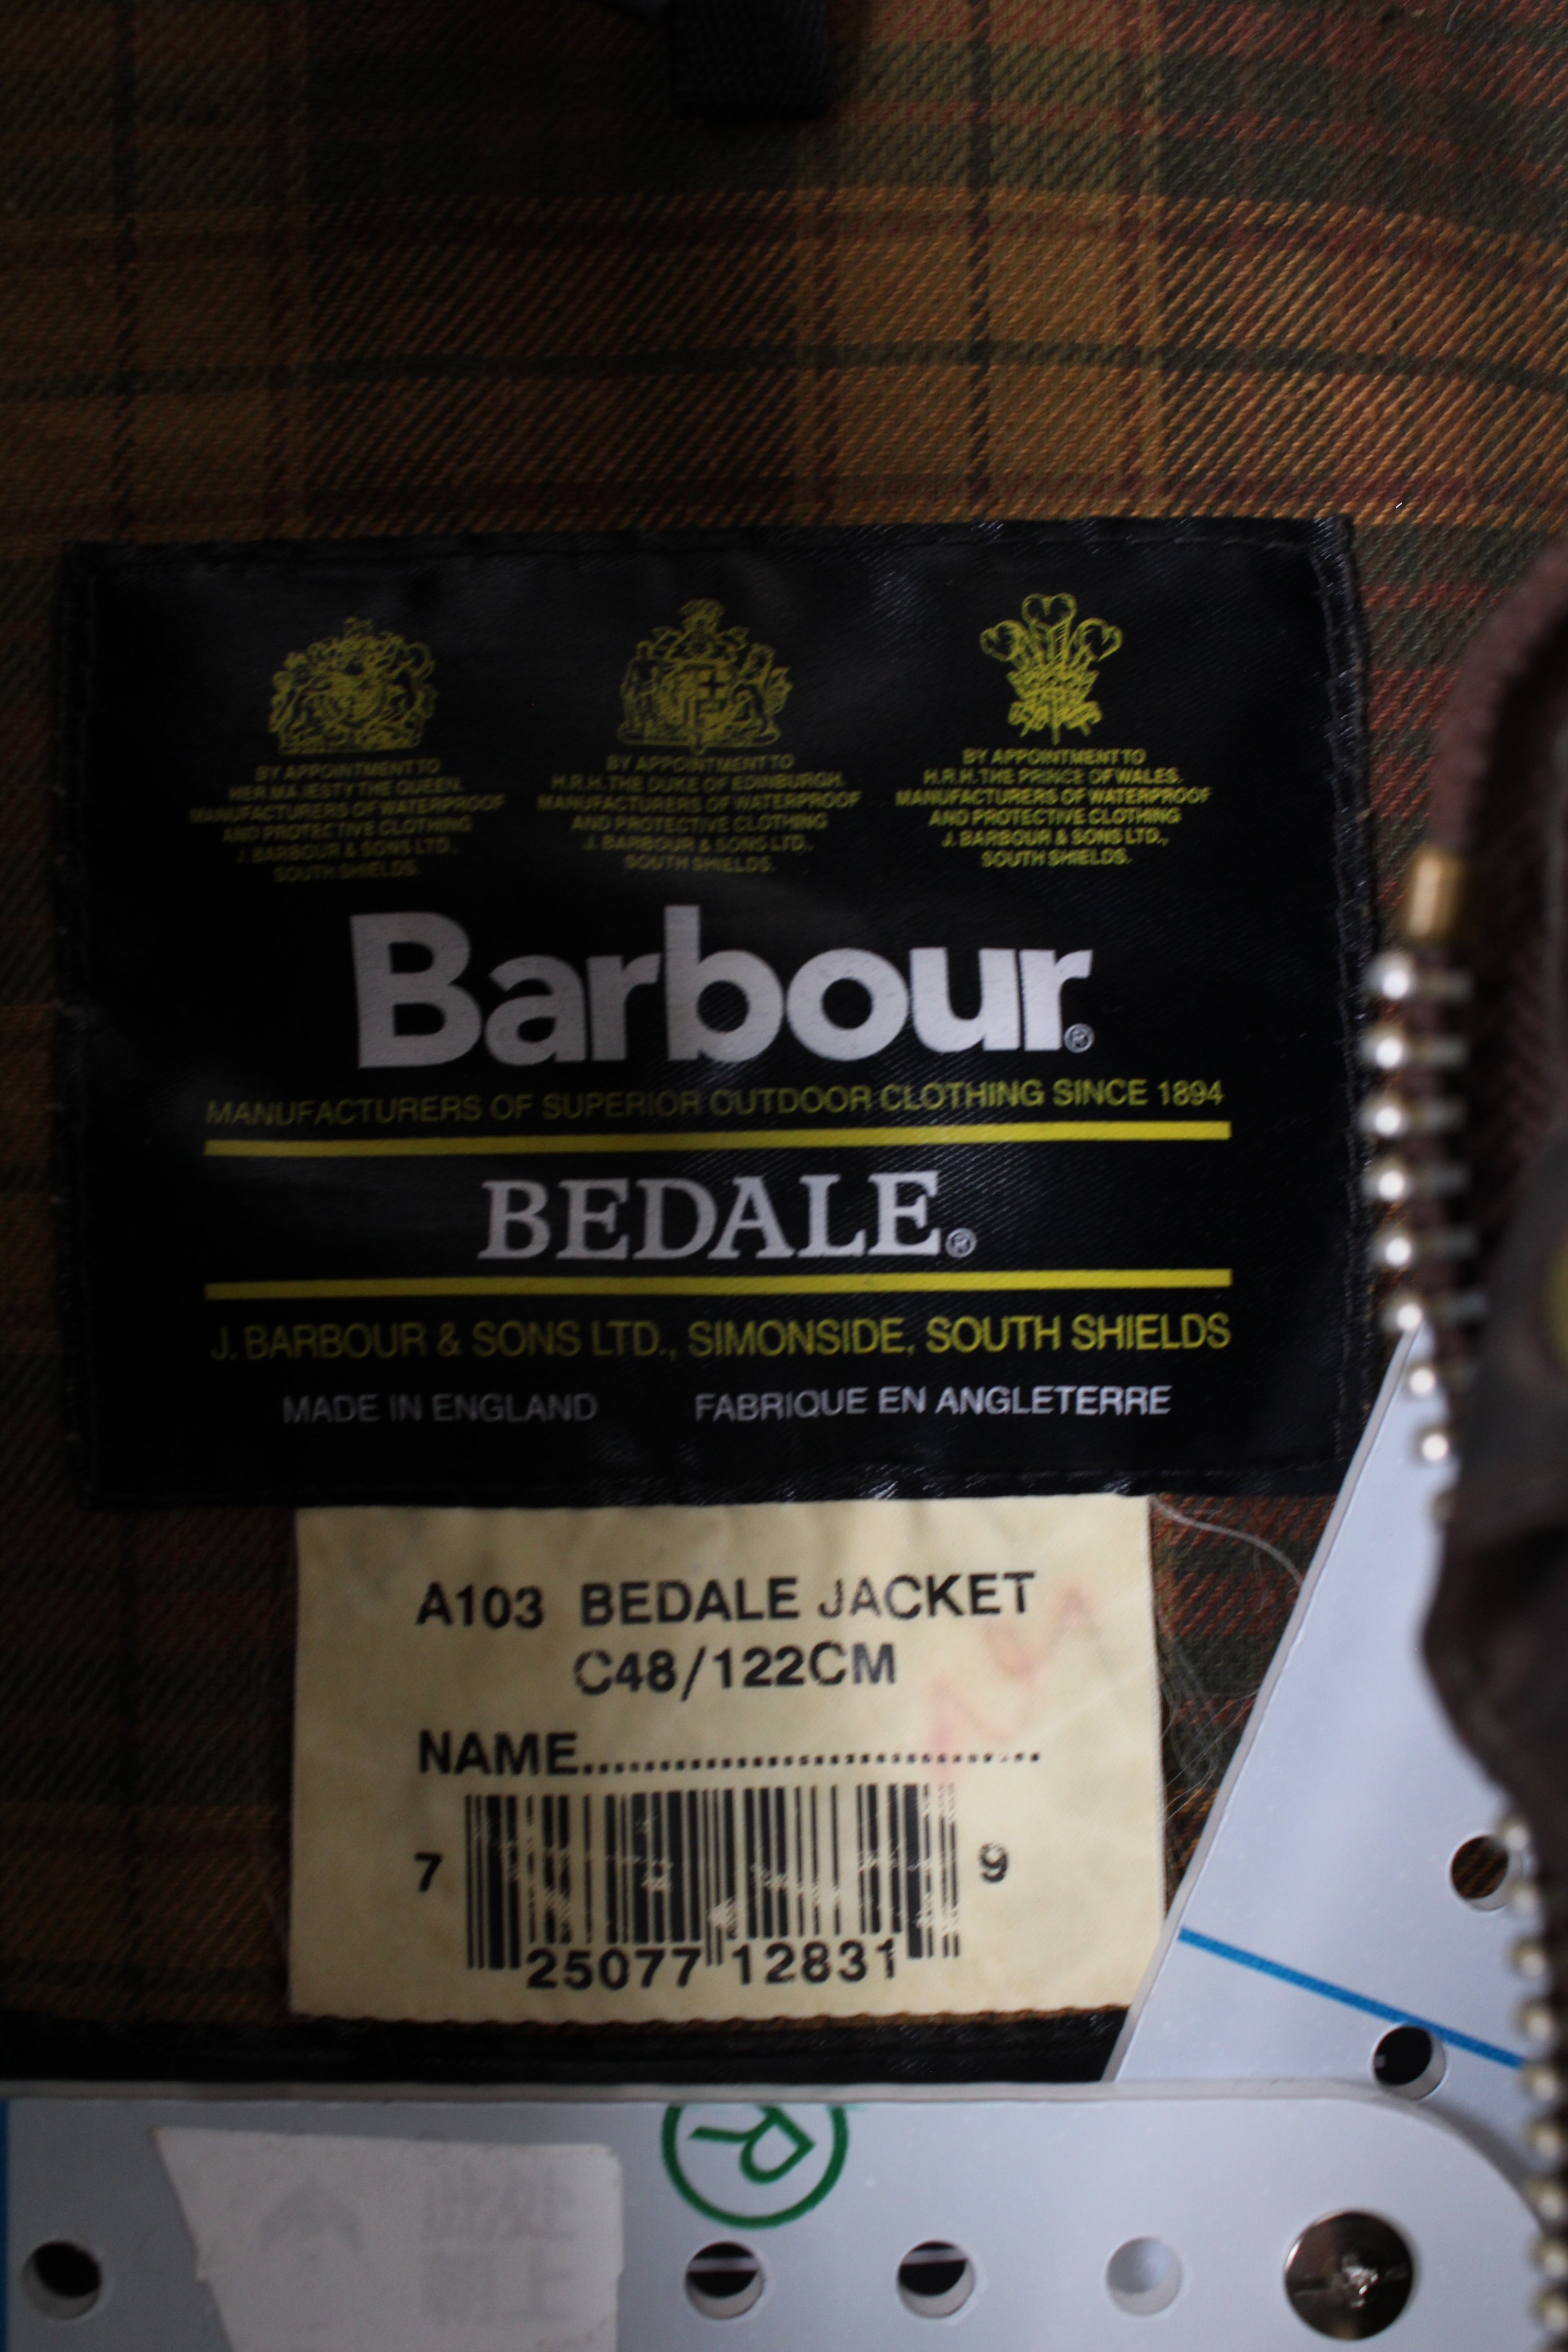 BY APPOINTMENT TO
HER MAJESTY THE QUEEN.
MANUFACTURERS OF WATERPROOF
AND PROTECTIVE CLOTHING
J. BARBOUR & SONS LTD.,
SOUTH SHIELDS.
BY APPOINTMENT TO
H.R.H. THE DUKE OF EDINBURGH.
MANUFACTURERS OF WATERPROOF
AND PROTECTIVE CLOTHING
J. BARBOUR & SONS LTD.,
SOUTH SHIELDS.
BY APPOINTMENT TO
H.R.H. THE PRINCE OF WALES.
MANUFACTURERS OF WATERPROOF
AND PROTECTIVE CLOTHING
J. BARBOUR & SONS LTD.,
SOUTH SHIELDS.
Barbour®
MANUFACTURERS OF SUPERIOR OUTDOOR CLOTHING SINCE 1894
BEDALE®
J. BARBOUR & SONS LTD., SIMONSIDE, SOUTH SHIELDS
MADE IN ENGLAND FABRIQUE EN ANGLETERRE
A103 BEDALE JACKET
C48/122CM
NAME....................................
7 25077 12831 9
R